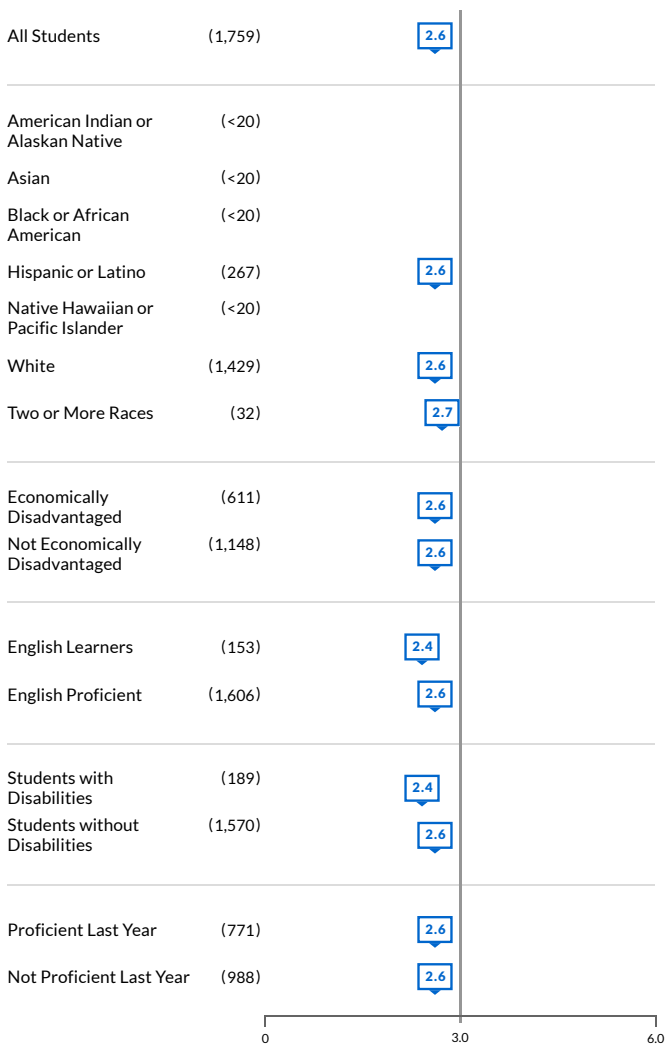 All Students (1,759) 2.6
American Indian or (<20)
Alaskan Native
Asian (<20)
Black or African (<20)
American
Hispanic or Latino (267) 2.6
Native Hawaiian or (<20)
Pacific Islander
White (1,429) 2.6
Two or More Races (32) 2.7
Economically (611) 2.6
Disadvantaged
Not Economically (1,148) 2.6
Disadvantaged
English Learners (153) 2.4
English Proficient (1,606) 2.6
Students with (189) 2.4
Disabilities
Students without (1,570) 2.6
Disabilities
Proficient Last Year (771) 2.6
Not Proficient Last Year (988) 2.6
0 3.0 6.0